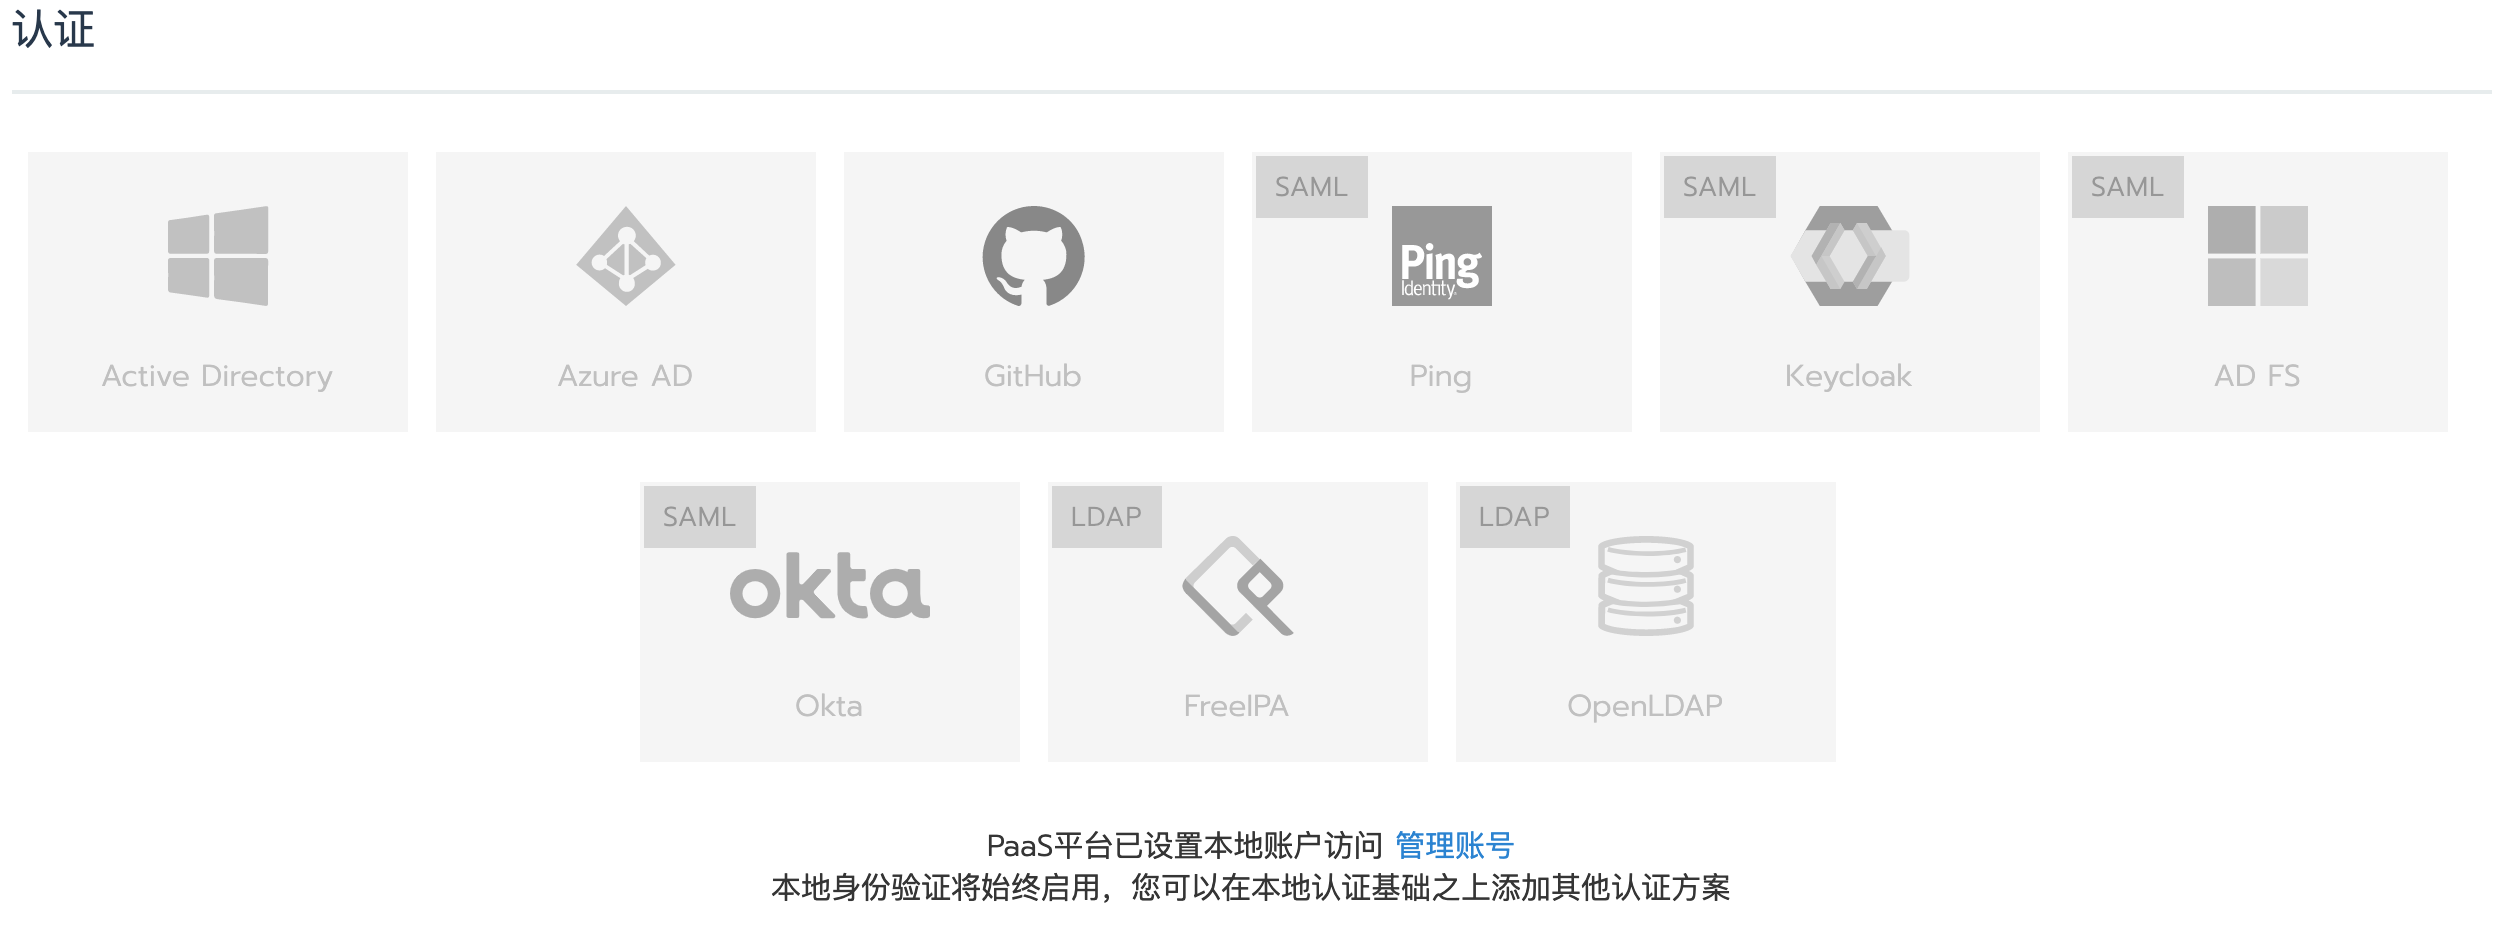 认证
SAML
SAML
SAML
Ping
Identity
Active Directory
Azure AD
GitHub
Ping
Keycloak
AD FS
SAML
LDAP
LDAP
okta
Okta
FreeIPA
OpenLDAP
PaaS平台已设置本地帐户访问 管理账号
本地身份验证将被终启用，您可以在本地认证基础之上添加其他认证方案